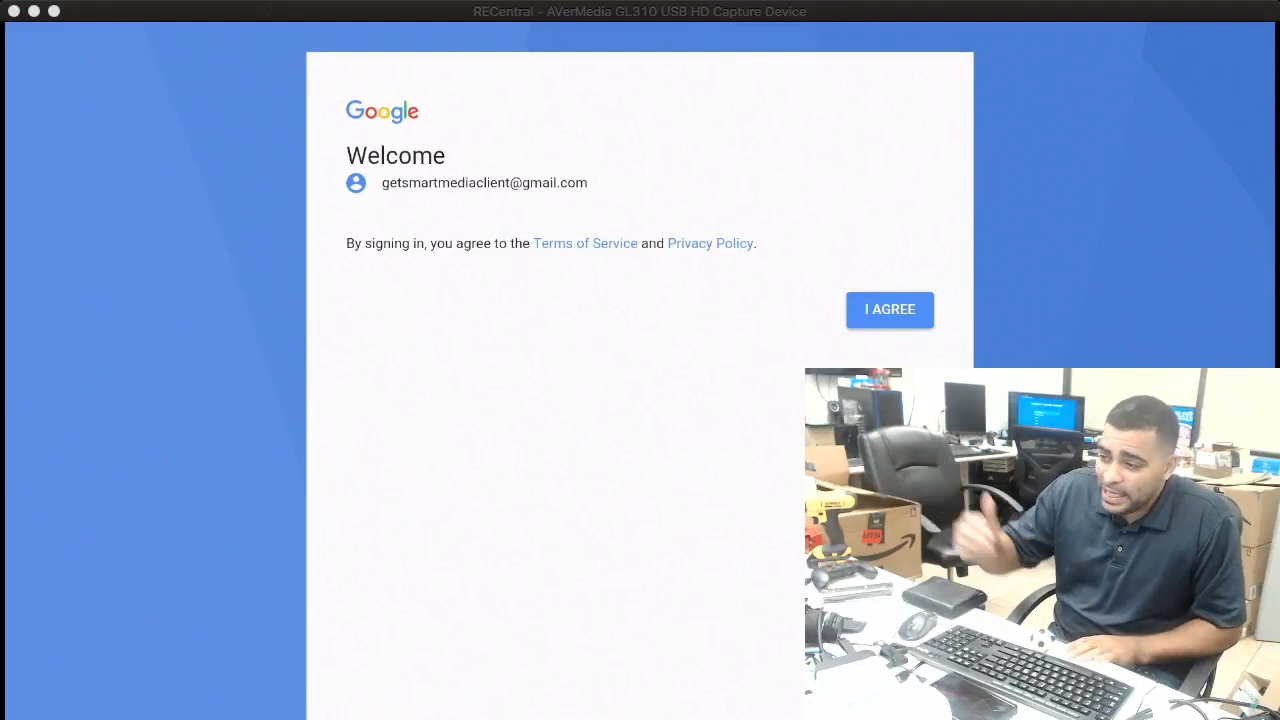 RECentral - AVerMedia GL310 USB HD Capture Device
Google
Welcome
getsmartmediaclient@gmail.com
By signing in, you agree to the Terms of Service and Privacy Policy.
I AGREE